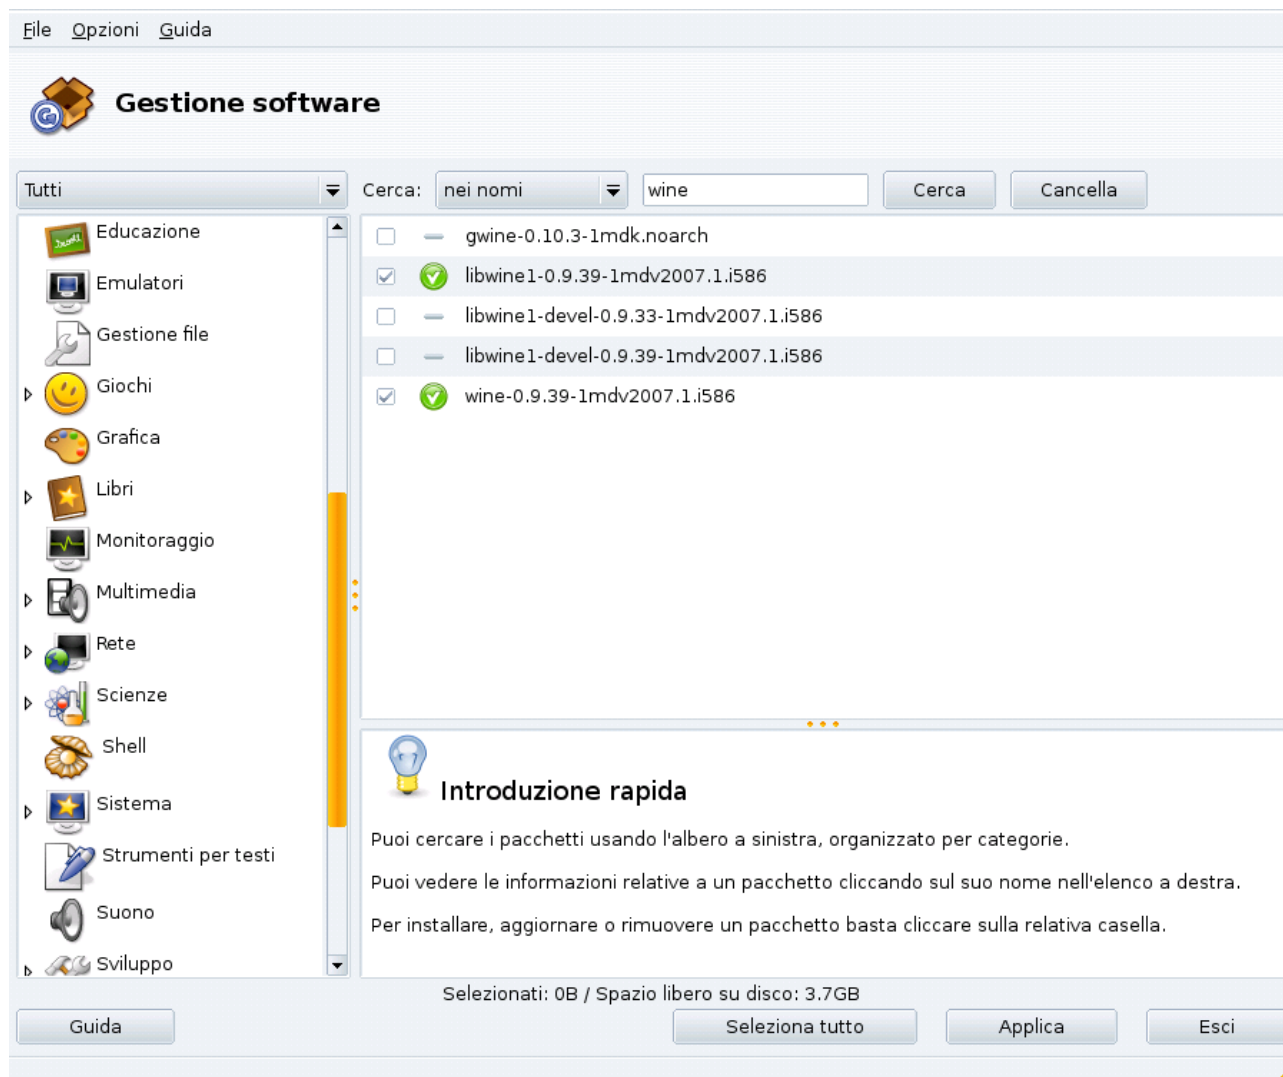 File Opzioni Guida
Gestione software
Tutti
Cerca: nei nomi wine Cerca Cancella
Educazione
Emulatori
Gestione file
Giochi
Grafica
Libri
Monitoraggio
Multimedia
Rete
Scienze
Shell
Sistema
Strumenti per testi
Suono
Sviluppo
gwine-0.10.3-1mdk.noarch
libwine1-0.9.39-1mdv2007.1.i586
libwine1-devel-0.9.33-1mdv2007.1.i586
libwine1-devel-0.9.39-1mdv2007.1.i586
wine-0.9.39-1mdv2007.1.i586
Introduzione rapida
Puoi cercare i pacchetti usando l'albero a sinistra, organizzato per categorie.
Puoi vedere le informazioni relative a un pacchetto cliccando sul suo nome nell'elenco a destra.
Per installare, aggiornare o rimuovere un pacchetto basta cliccare sulla relativa casella.
Selezionati: 0B / Spazio libero su disco: 3.7GB
Guida Seleziona tutto Applica Esci